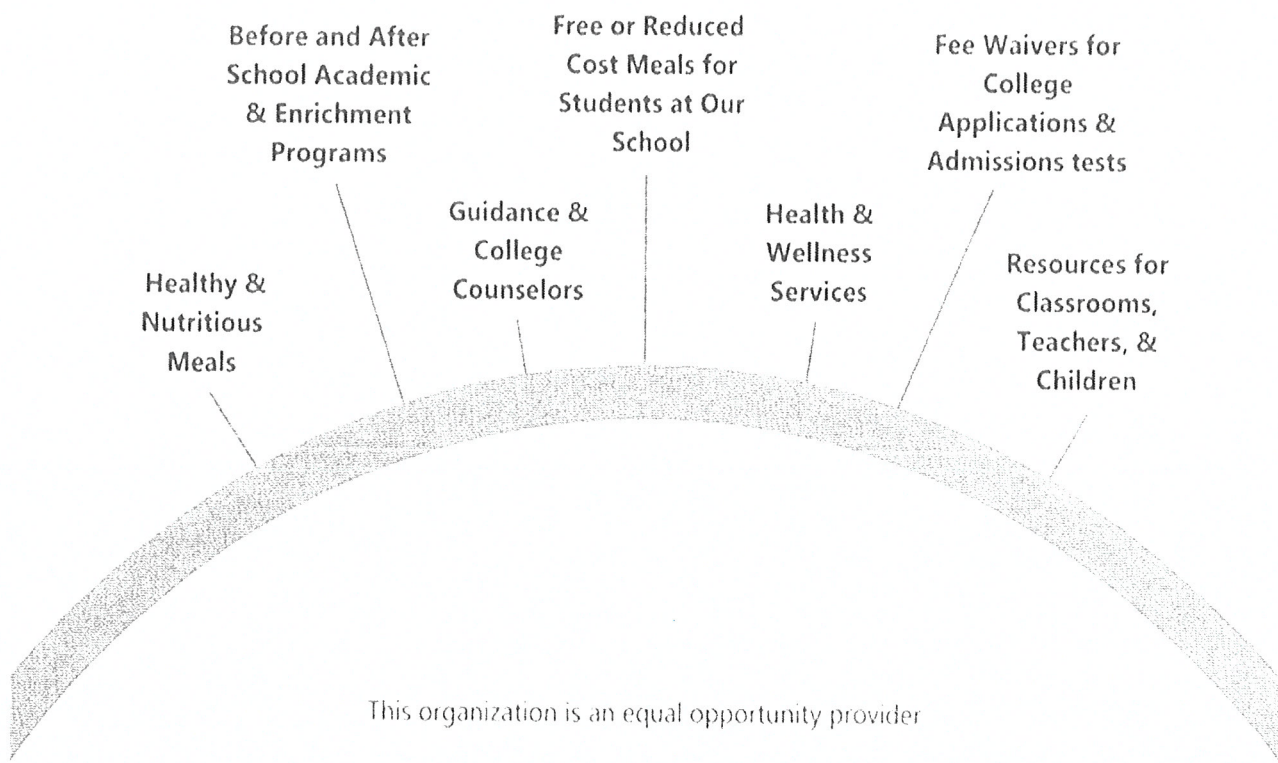 Before and After
School Academic
& Enrichment
Programs
Free or Reduced
Cost Meals for
Students at Our
School
Fee Waivers for
College
Applications &
Admissions tests
Healthy &
Nutritious
Meals
Guidance &
College
Counselors
Health &
Wellness
Services
Resources for
Classrooms,
Teachers, &
Children
This organization is an equal opportunity provider